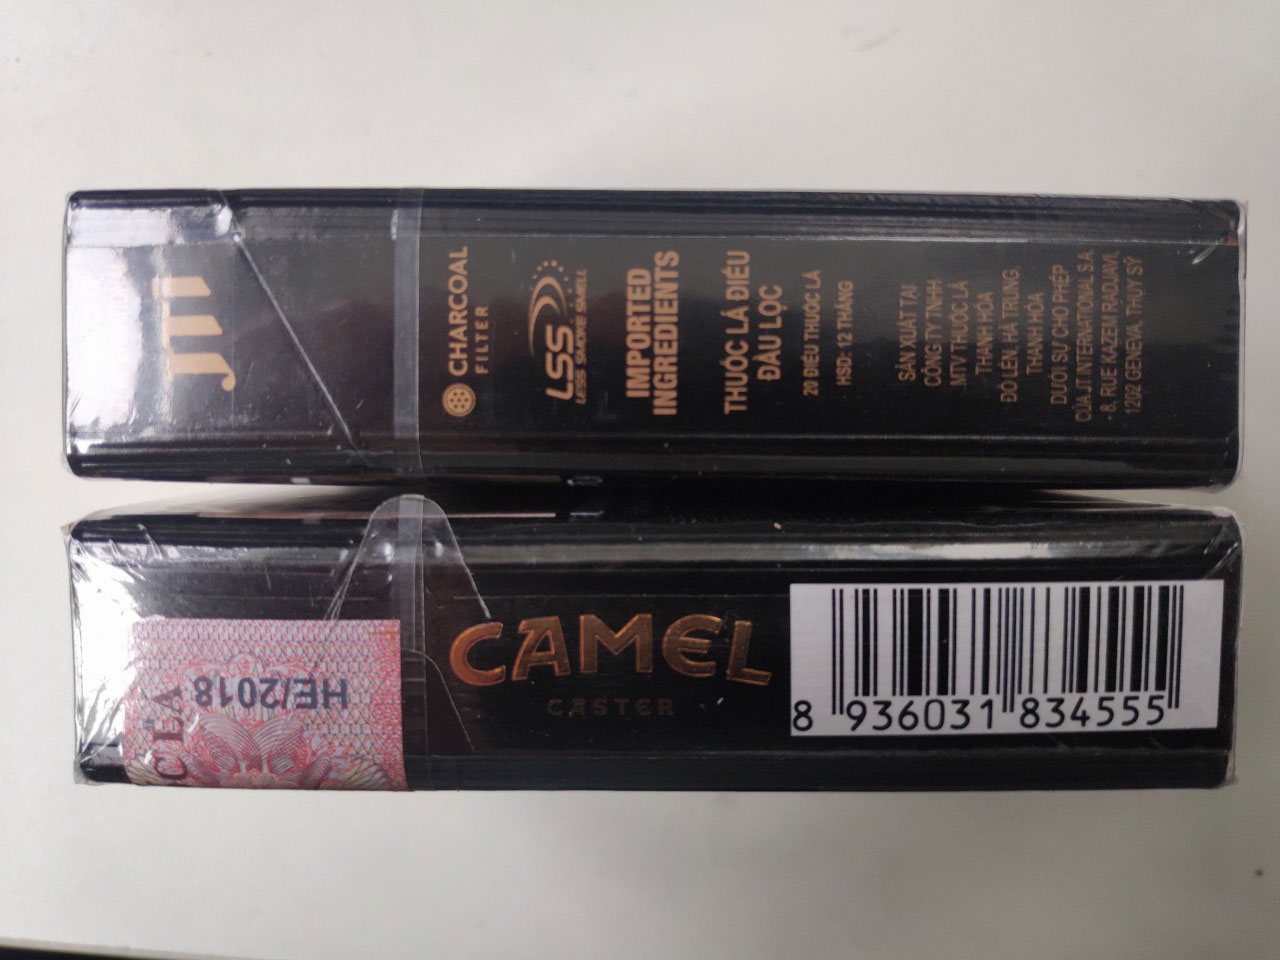 JTI
CHARCOAL
FILTER
LSS
LESS SMOKE SMELL
IMPORTED
INGREDIENTS
THUỐC LÁ ĐIẾU
ĐẦU LỌC
20 ĐIẾU THUỐC LÁ
HSD: 12 THÁNG
SẢN XUẤT TẠI
CÔNG TY TNHH
MTV THUỐC LÁ
THANH HÓA
ĐÒ LÈN, HÀ TRUNG,
THANH HÓA
DƯỚI SỰ CHO PHÉP
CỦA JT INTERNATIONAL S.A
- 8, RUE KAZEM RADJAVI,
1202 GENEVA, THỤY SỸ
HE/2018
CAMEL
CASTER
8 936031 834555